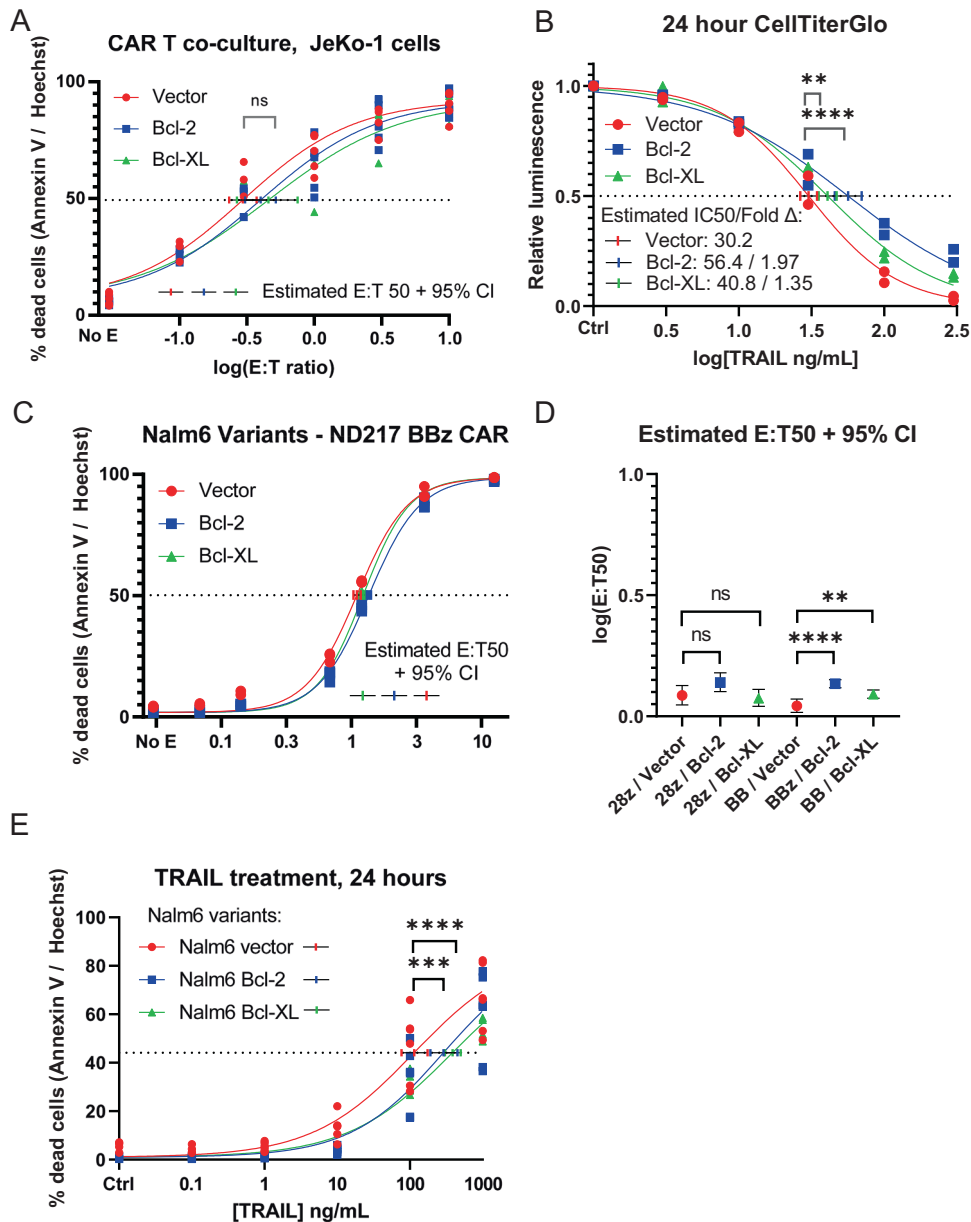 A
CAR T co-culture, JeKo-1 cells
% dead cells (Annexin V / Hoechst)
100
50
0
Vector
Bcl-2
Bcl-XL
ns
Estimated E:T 50 + 95% CI
No E
-1.0
-0.5
0.0
0.5
1.0
log(E:T ratio)
B
24 hour CellTiterGlo
Relative luminescence
1.0
0.5
0.0
**
****
Vector
Bcl-2
Bcl-XL
Estimated IC50/Fold Δ:
Vector: 30.2
Bcl-2: 56.4 / 1.97
Bcl-XL: 40.8 / 1.35
Ctrl
0.5
1.0
1.5
2.0
2.5
log[TRAIL ng/mL]
C
Nalm6 Variants - ND217 BBz CAR
% dead cells (Annexin V / Hoechst)
100
50
0
Vector
Bcl-2
Bcl-XL
Estimated E:T50
+ 95% CI
No E
0.1
0.3
1
3
10
D
Estimated E:T50 + 95% CI
log(E:T50)
1.0
0.5
0.0
ns
ns
**
****
28z / Vector
28z / Bcl-2
28z / Bcl-XL
BB / Vector
BBz / Bcl-2
BB / Bcl-XL
E
TRAIL treatment, 24 hours
% dead cells (Annexin V / Hoechst)
100
80
60
40
20
0
Nalm6 variants:
Nalm6 vector
Nalm6 Bcl-2
Nalm6 Bcl-XL
****
***
Ctrl
0.1
1
10
100
1000
[TRAIL] ng/mL